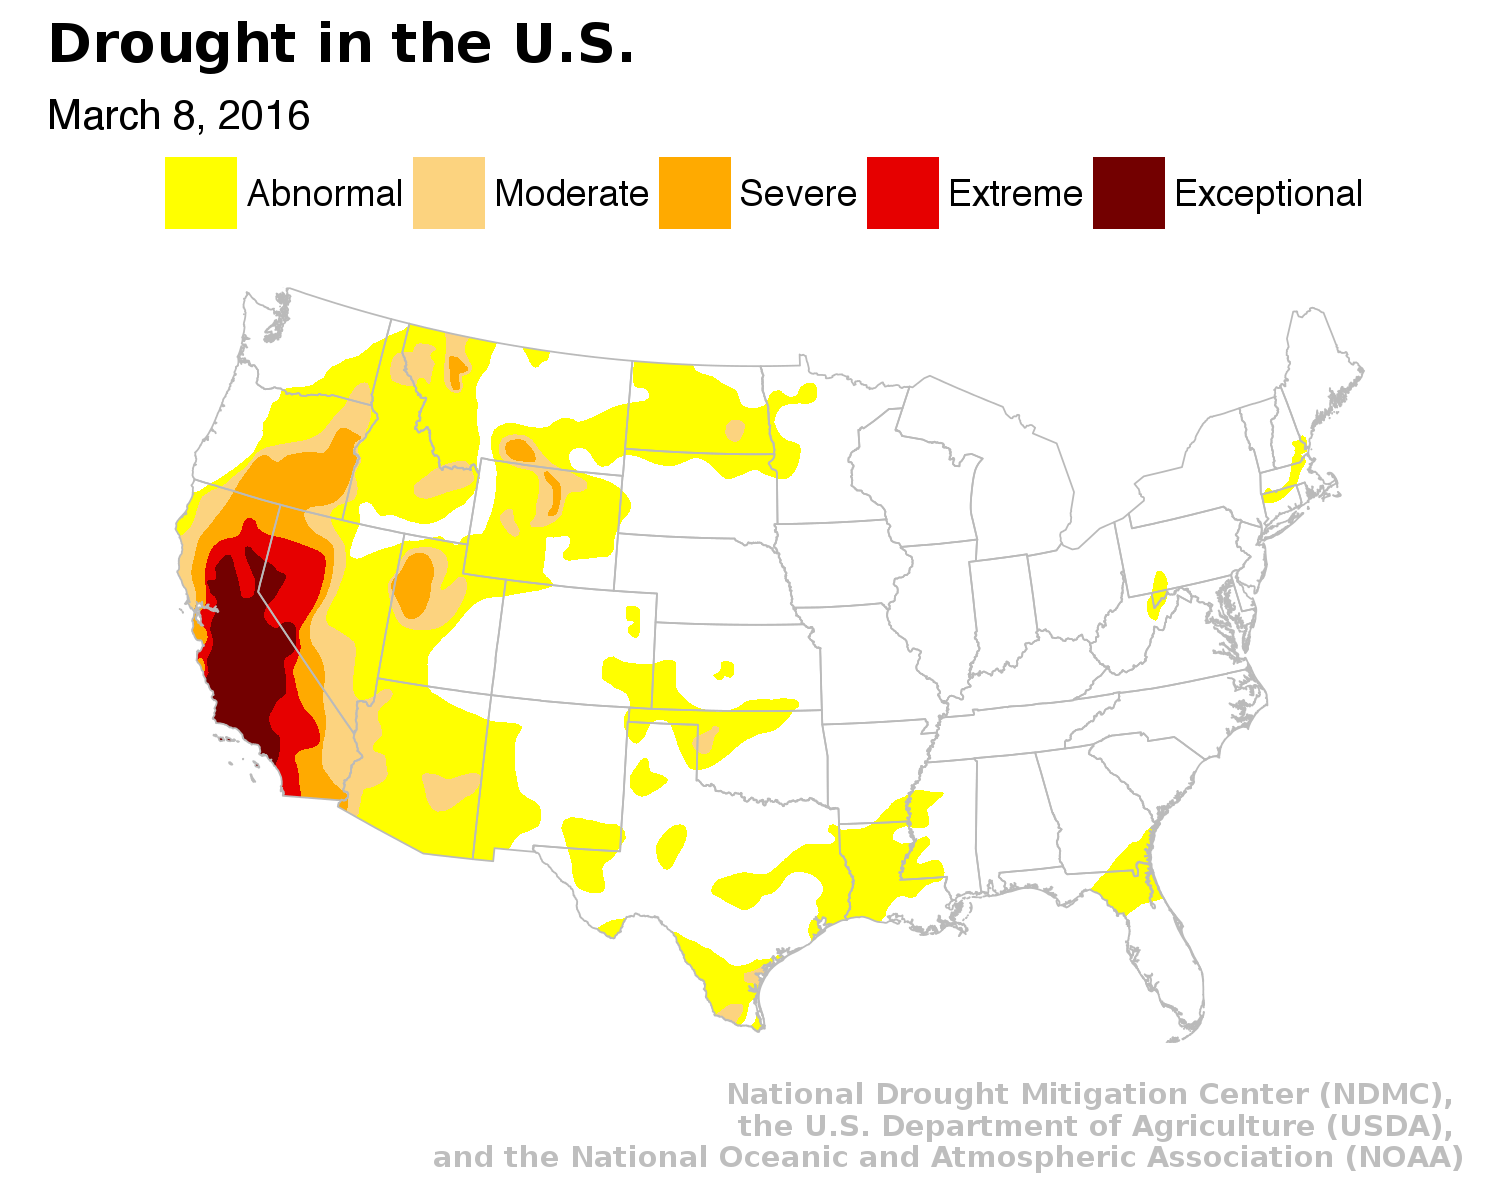 Drought in the U.S.
March 8, 2016
Abnormal Moderate Severe Extreme Exceptional
National Drought Mitigation Center (NDMC),
the U.S. Department of Agriculture (USDA),
and the National Oceanic and Atmospheric Association (NOAA)